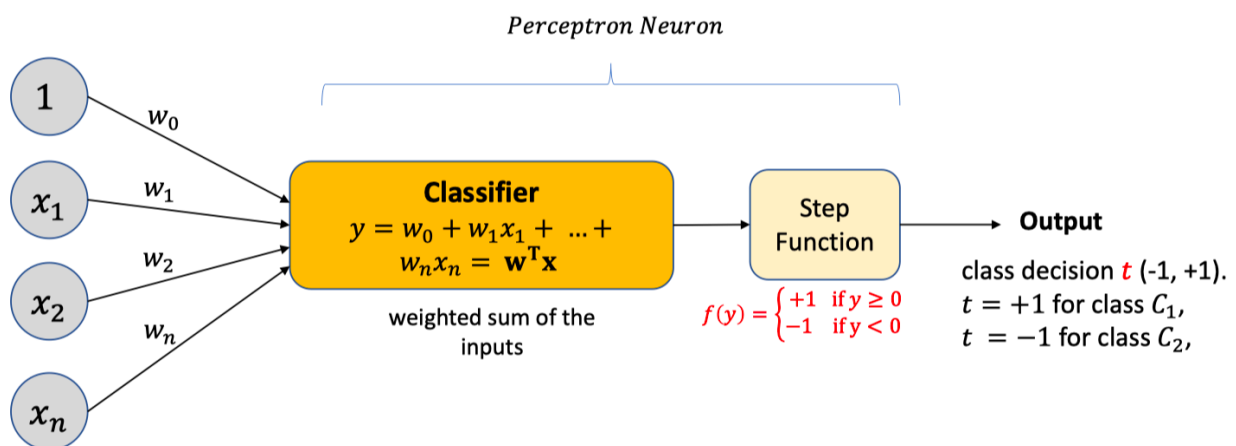 Perceptron Neuron
1
x₁
x₂
xₙ
w₀
w₁
w₂
wₙ
Classifier
y = w₀ + w₁x₁ + … +
wₙxₙ = wᵀx
weighted sum of the
inputs
Step
Function
f(y) = {+1 if y ≥ 0
−1 if y < 0
Output
class decision t (-1, +1).
t = +1 for class C₁,
t = −1 for class C₂,